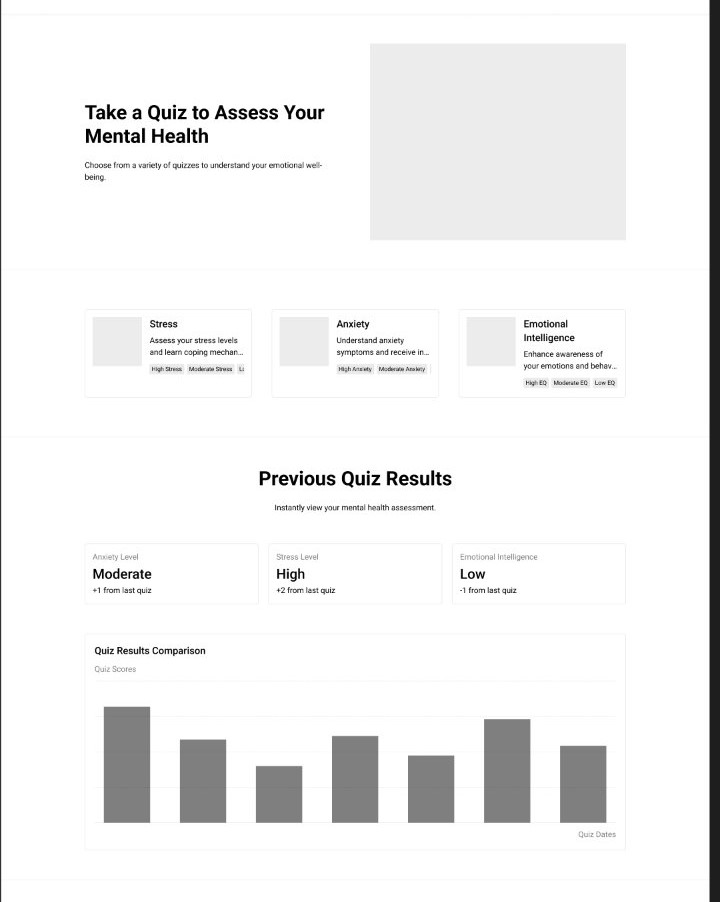 Take a Quiz to Assess Your
Mental Health
Choose from a variety of quizzes to understand your emotional well-
being.
Stress
Assess your stress levels
and learn coping mechan...
High Stress Moderate Stress
Anxiety
Understand anxiety
symptoms and receive in...
High Anxiety Moderate Anxiety
Emotional
Intelligence
Enhance awareness of
your emotions and behav...
High EQ Moderate EQ Low EQ
Previous Quiz Results
Instantly view your mental health assessment.
Anxiety Level
Moderate
+1 from last quiz
Stress Level
High
+2 from last quiz
Emotional Intelligence
Low
-1 from last quiz
Quiz Results Comparison
Quiz Scores
Quiz Dates